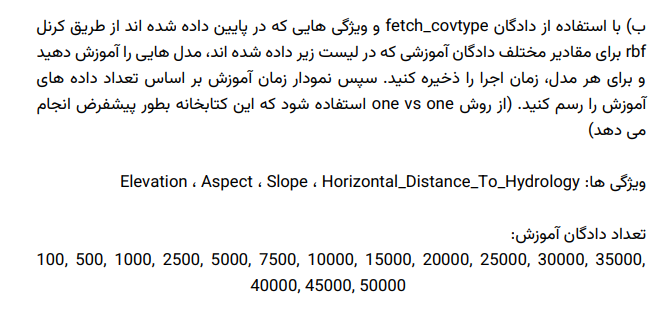 ب) با استفاده از دادگان fetch_covtype و ویژگی هایی که در پایین داده شده اند از طریق کرنل
rbf برای مقادیر مختلف دادگان آموزشی که در لیست زیر داده شده اند، مدل هایی را آموزش دهید
و برای هر مدل، زمان اجرا را ذخیره کنید. سپس نمودار زمان آموزش بر اساس تعداد داده های
آموزش را رسم کنید. (از روش one vs one استفاده شود که این کتابخانه بطور پیشفرض انجام
می دهد)
ویژگی ها: Elevation ، Aspect ، Slope ، Horizontal_Distance_To_Hydrology
تعداد دادگان آموزش:
100, 500, 1000, 2500, 5000, 7500, 10000, 15000, 20000, 25000, 30000, 35000,
40000, 45000, 50000